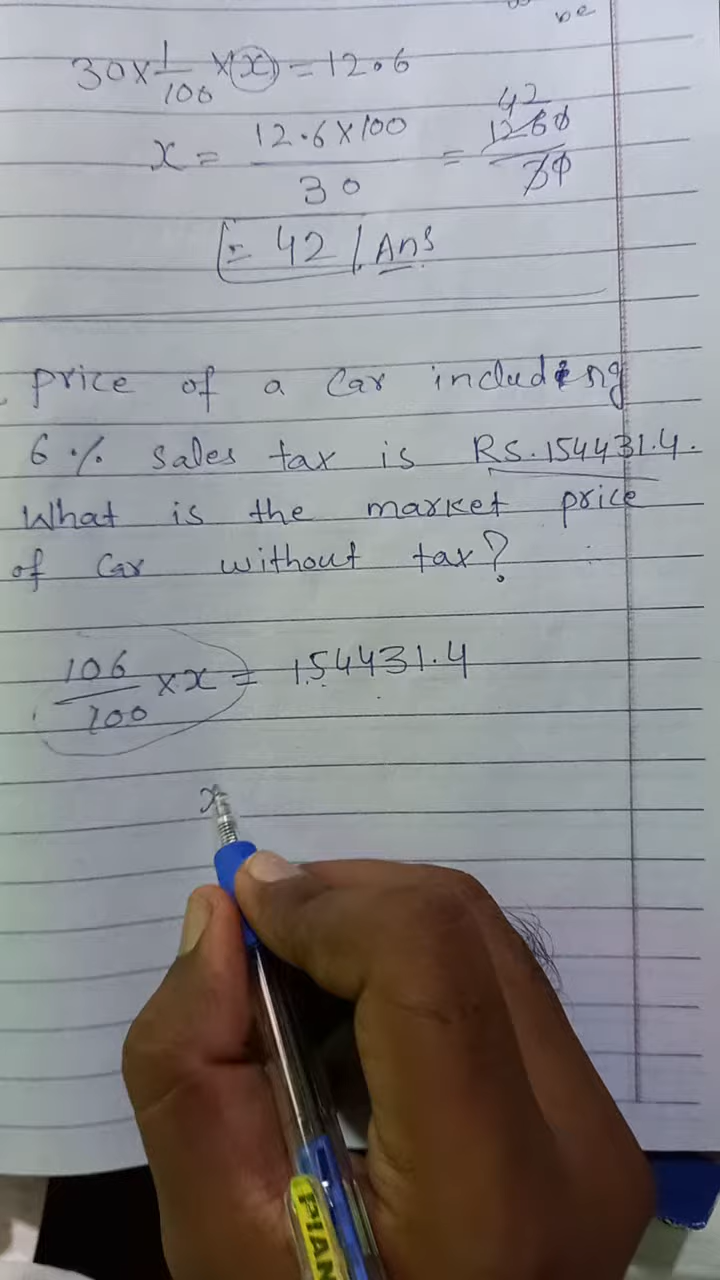 30 × 1/100 × x = 12.6
x = 12.6 × 100 / 30 = 1260 / 30 42
= 42 Ans
price of a Car including
6% sales tax is RS. 154431.4.
What is the market price
of Car without tax?
106/100 × x = 154431.4
x
PIAN